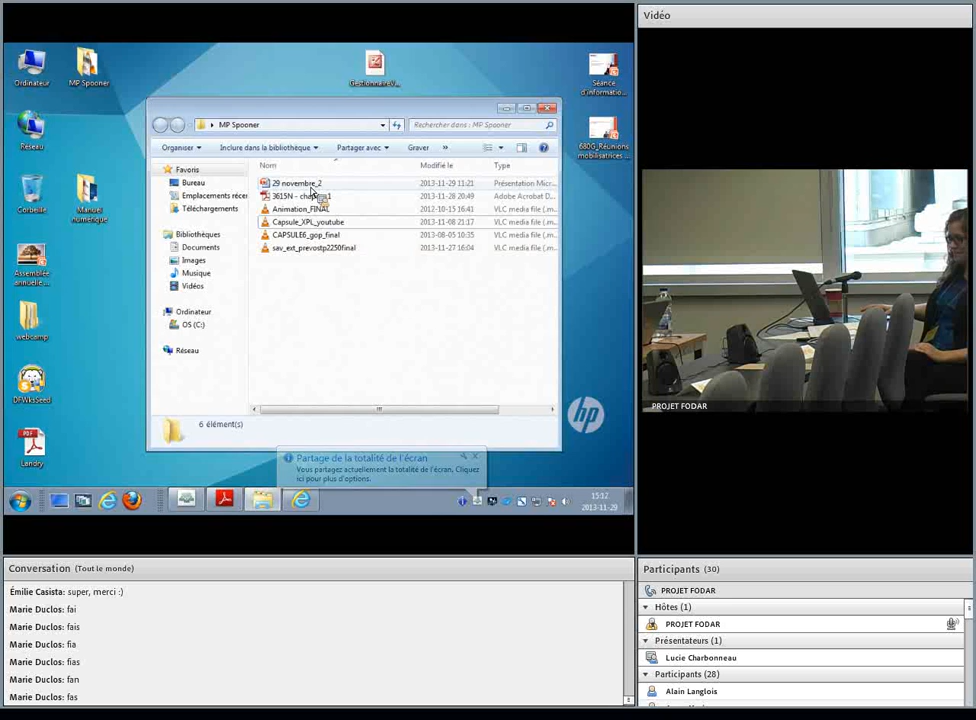 Vidéo
Ordinateur
MP Spooner
GestionnaireV...
Séance
d'informatio...
MP Spooner
Rechercher dans : MP Spooner
Organiser
Inclure dans la bibliothèque
Partager avec
Graver
»
Réseau
680G_Réunions
mobilisatrices...
Favoris
Bureau
Emplacements récen
Téléchargements
Nom
Modifié le
Type
29 novembre_2
2013-11-29 11:21
Présentation Micr...
3615N - cha
2013-11-28 20:49
Adobe Acrobat D...
Animation_FINAL
2012-10-15 16:41
VLC media file (.m...
Capsule_XPL_youtube
2013-11-08 21:17
VLC media file (.m...
CAPSULE6_gop_final
2013-08-05 10:35
VLC media file (.m...
sav_ext_prevostp2250final
2013-11-27 16:04
VLC media file (.m...
Corbeille
Manuel
numérique
Bibliothèques
Documents
Images
Musique
Vidéos
Assemblée
annuelle ...
Ordinateur
OS (C:)
webcamp
Réseau
DFWksSeed
Landry
6 élément(s)
hp
Partage de la totalité de l'écran
Vous partagez actuellement la totalité de l'écran. Cliquez
ici pour plus d'options.
15:12
2013-11-29
PROJET FODAR
Conversation (Tout le monde)
Émilie Casista: super, merci :)
Marie Duclos: fai
Marie Duclos: fais
Marie Duclos: fia
Marie Duclos: fias
Marie Duclos: fan
Marie Duclos: fas
Participants (30)
PROJET FODAR
Hôtes (1)
PROJET FODAR
Présentateurs (1)
Lucie Charbonneau
Participants (28)
Alain Langlois